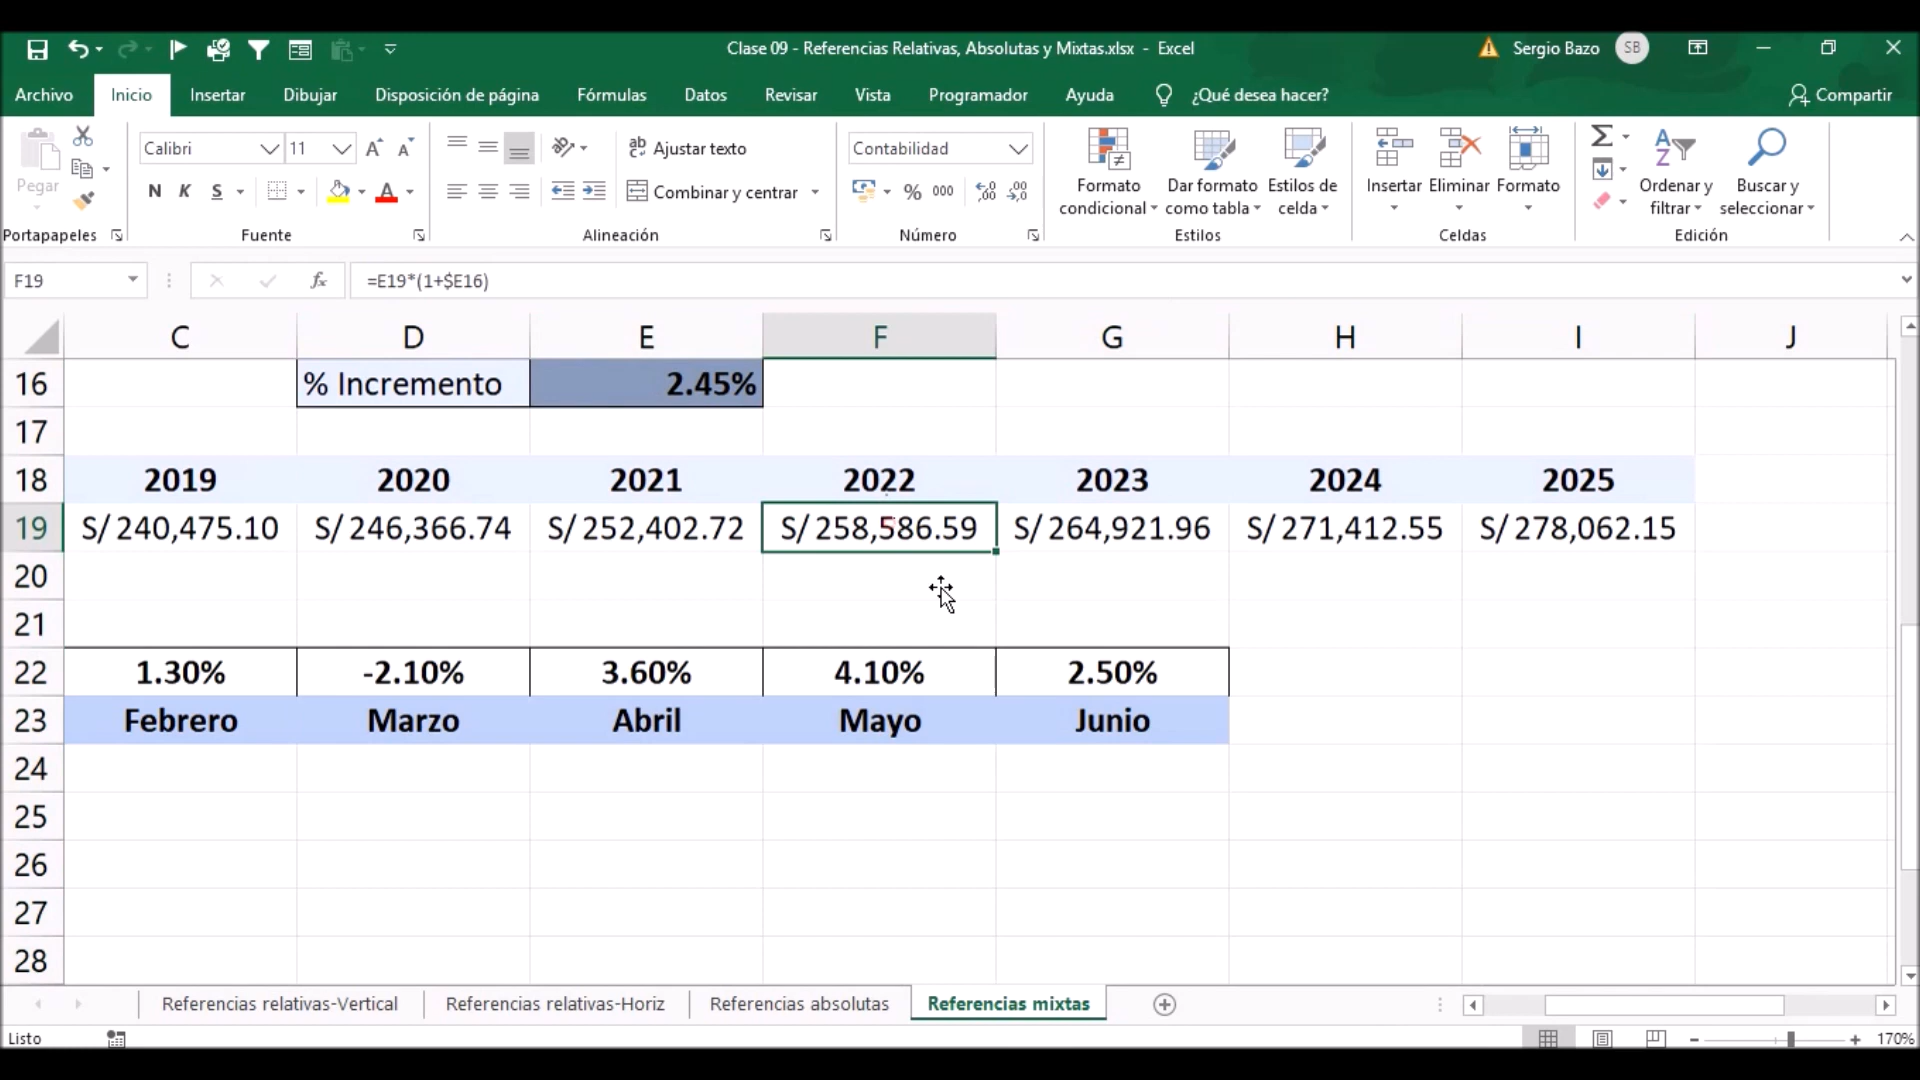 Clase 09 - Referencias Relativas, Absolutas y Mixtas.xlsx - Excel
Sergio Bazo SB
Archivo Inicio Insertar Dibujar Disposición de página Fórmulas Datos Revisar Vista Programador Ayuda ¿Qué desea hacer? Compartir
Pegar
Calibri 11
N K S
Ajustar texto
Combinar y centrar
Contabilidad
% 000
Formato condicional
Dar formato como tabla
Estilos de celda
Insertar Eliminar Formato
Ordenar y filtrar
Buscar y seleccionar
Portapapeles Fuente Alineación Número Estilos Celdas Edición
F19 fx =E19*(1+$E16)
C D E F G H I J
16 % Incremento 2.45%
17
18 2019 2020 2021 2022 2023 2024 2025
19 S/ 240,475.10 S/ 246,366.74 S/ 252,402.72 S/ 258,586.59 S/ 264,921.96 S/ 271,412.55 S/ 278,062.15
20
21
22 1.30% -2.10% 3.60% 4.10% 2.50%
23 Febrero Marzo Abril Mayo Junio
24
25
26
27
28
Referencias relativas-Vertical Referencias relativas-Horiz Referencias absolutas Referencias mixtas
Listo 170%